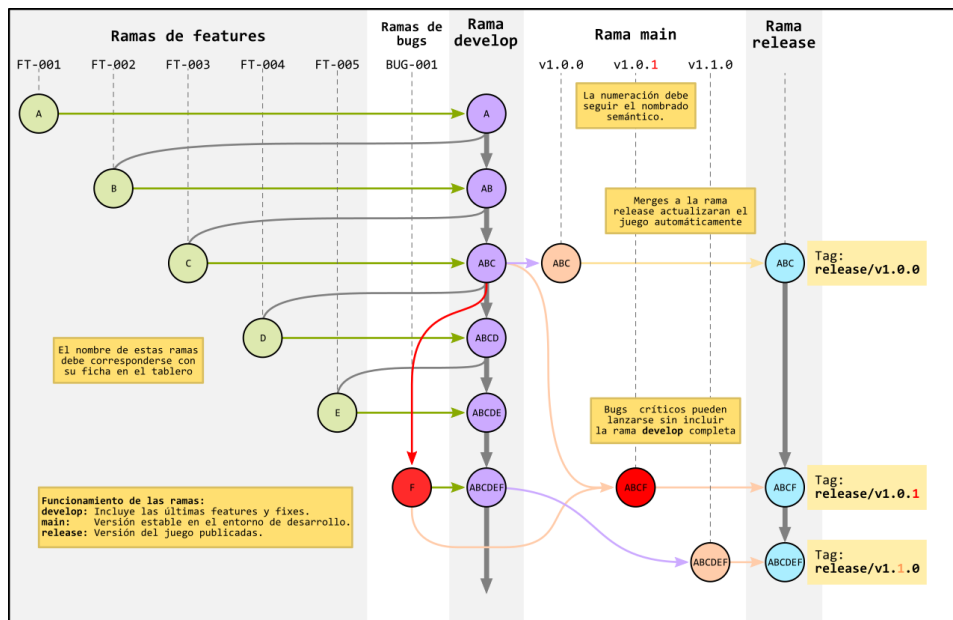 Ramas de features
Ramas de
bugs
Rama
develop
Rama main
Rama
release
FT-001
FT-002
FT-003
FT-004
FT-005
BUG-001
v1.0.0
v1.0.1
v1.1.0
La numeración debe
seguir el nombrado
semántico.
A
A
B
AB
Merges a la rama
release actualizaran el
juego automáticamente
C
ABC
ABC
ABC
Tag:
release/v1.0.0
D
ABCD
El nombre de estas ramas
debe corresponderse con
su ficha en el tablero
E
ABCDE
Bugs críticos pueden
lanzarse sin incluir
la rama develop completa
F
ABCDEF
ABCF
ABCF
Tag:
release/v1.0.1
Funcionamiento de las ramas:
develop: Incluye las últimas features y fixes.
main: Versión estable en el entorno de desarrollo.
release: Versión del juego publicadas.
ABCDEF
ABCDEF
Tag:
release/v1.1.0